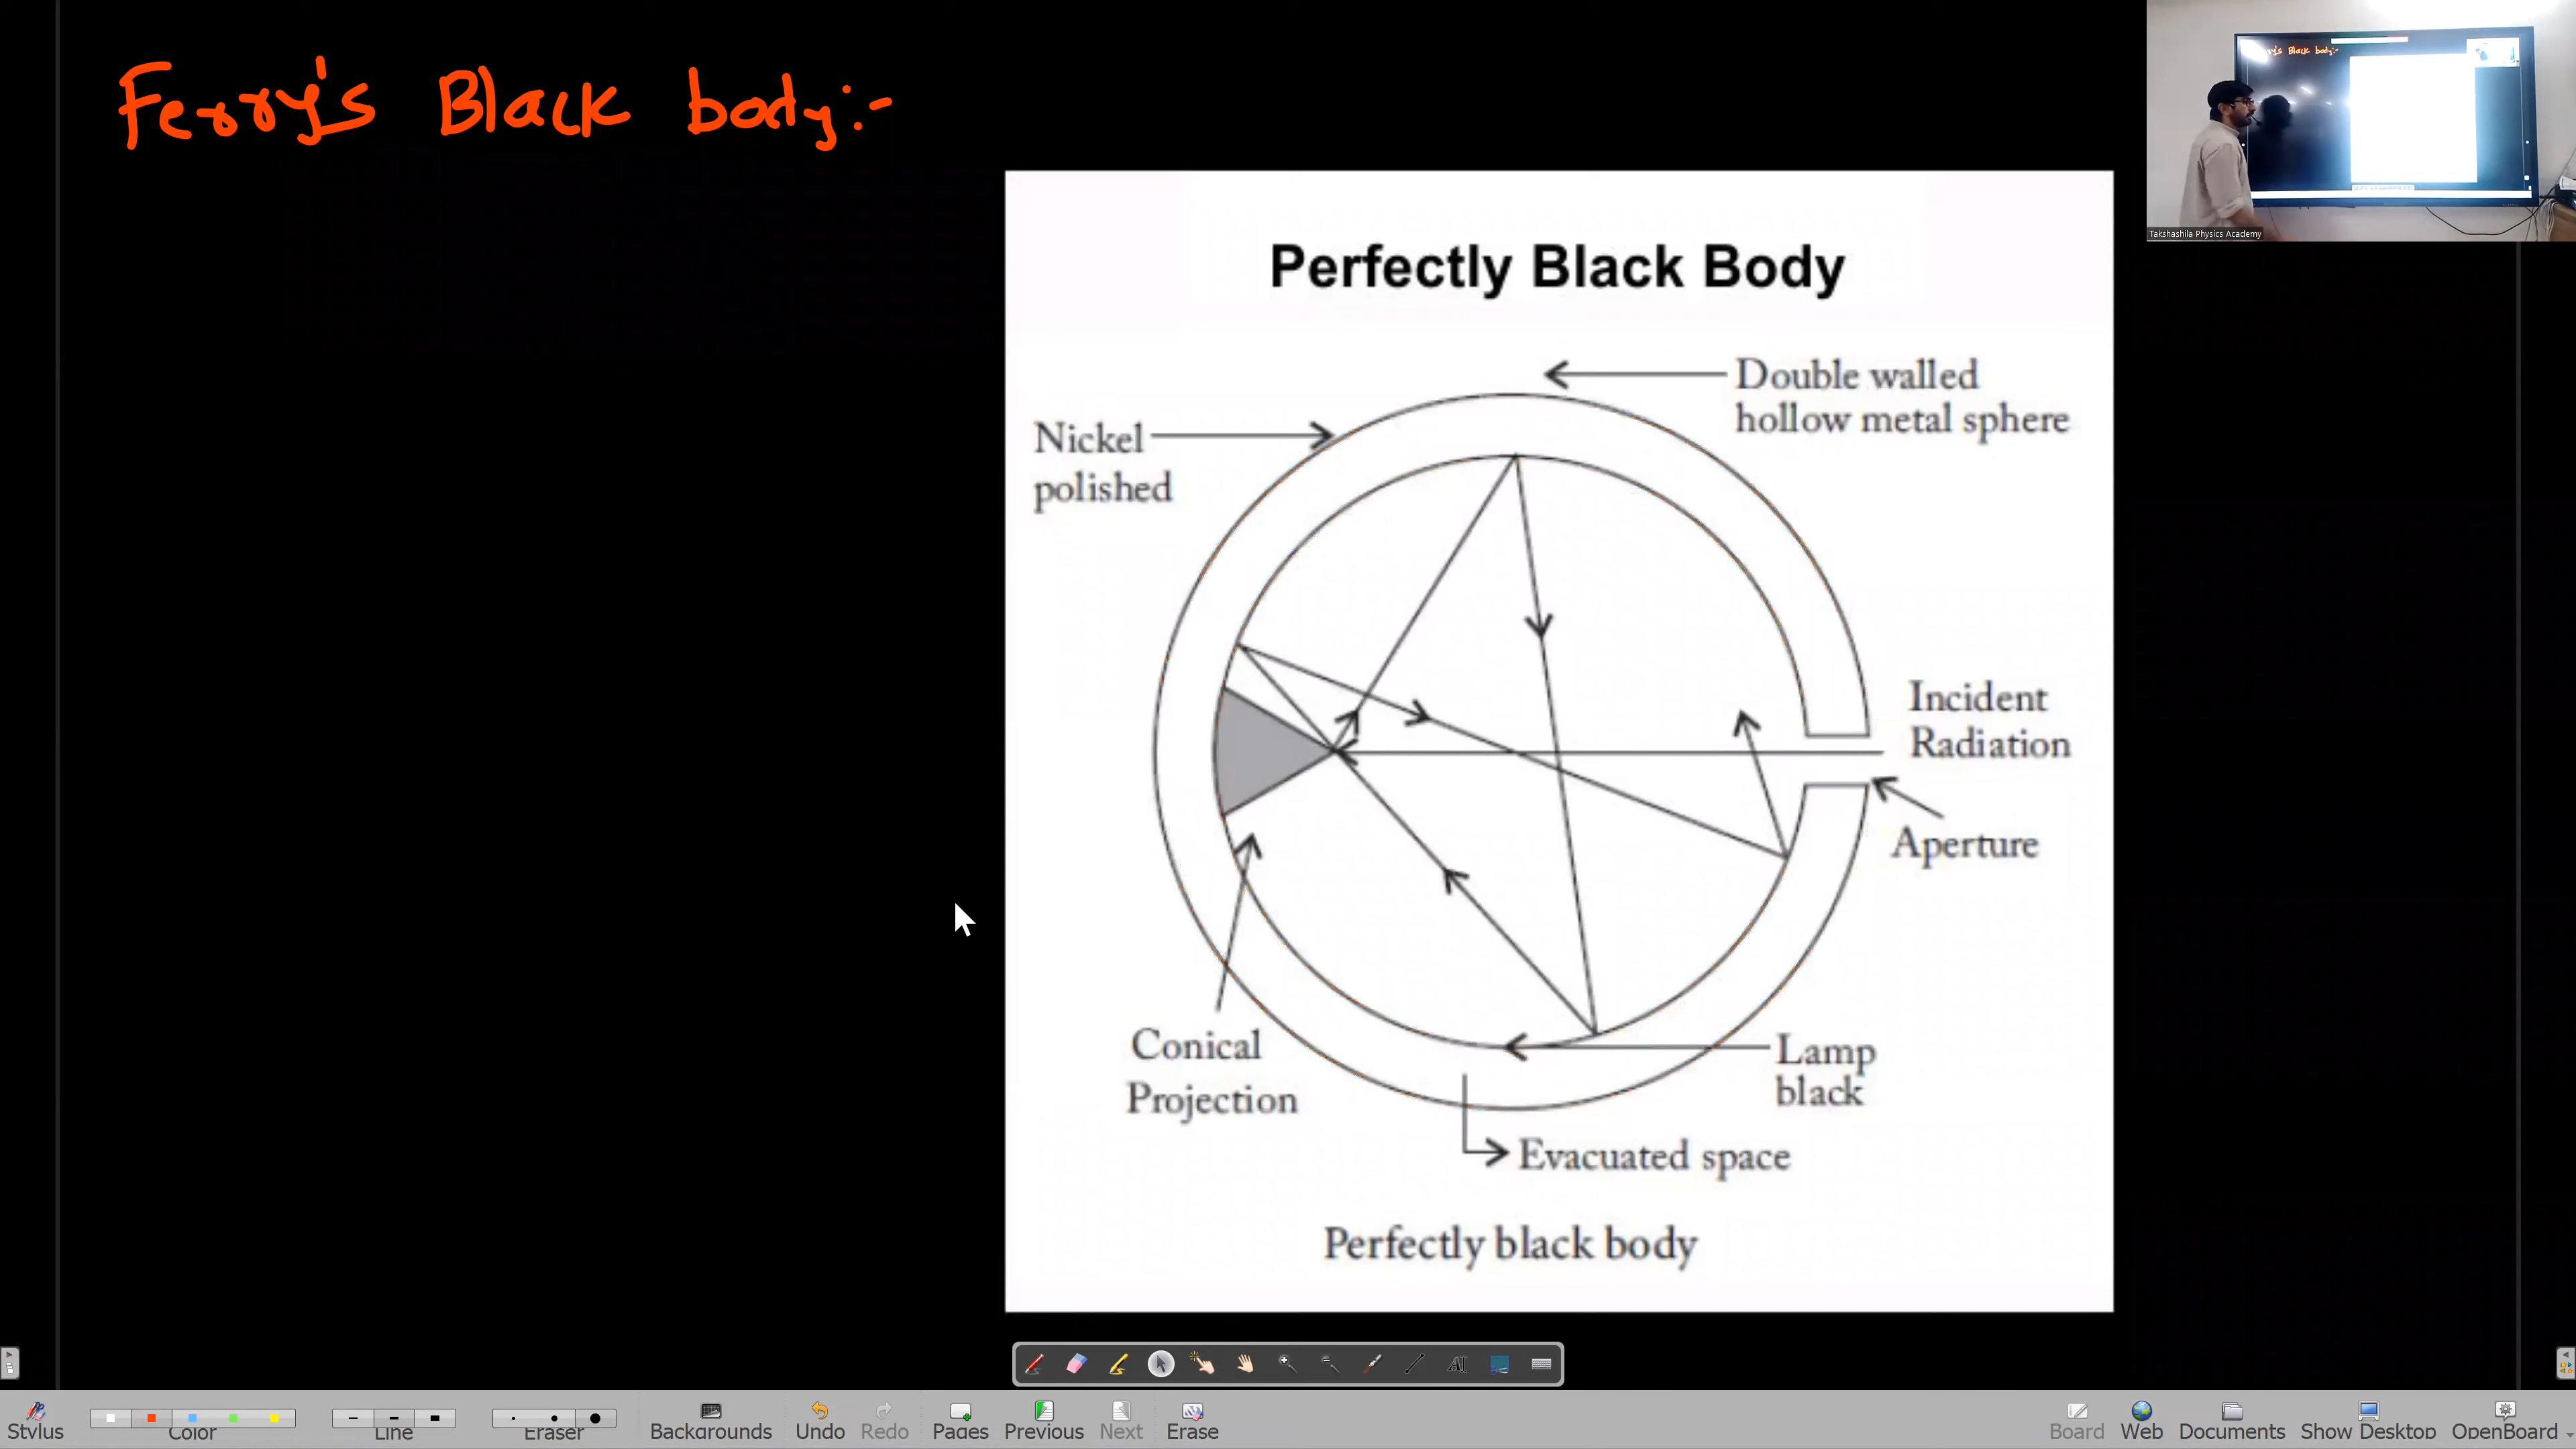 Ferry's Black body:-
Takshashila Physics Academy
Perfectly Black Body
Double walled
hollow metal sphere
Nickel
polished
Incident
Radiation
Aperture
Conical
Projection
Lamp
black
Evacuated space
Perfectly black body
Stylus
Color
Line
Eraser
Backgrounds
Undo
Redo
Pages
Previous
Next
Erase
Board
Web
Documents
Show Desktop
OpenBoard